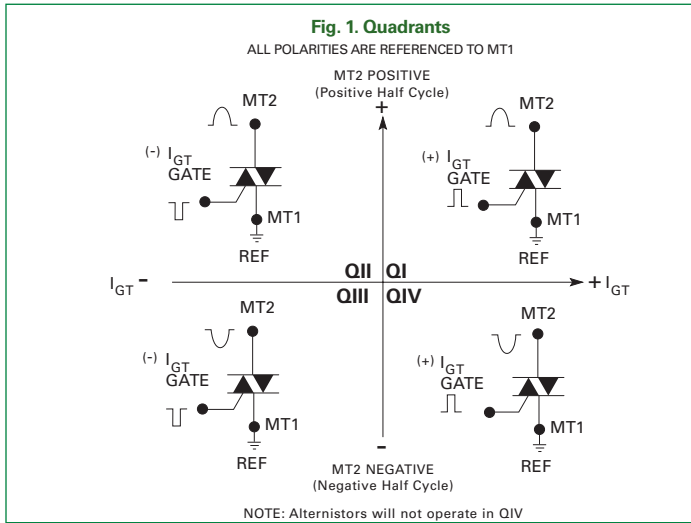 Fig. 1. Quadrants
ALL POLARITIES ARE REFERENCED TO MT1
MT2 POSITIVE
(Positive Half Cycle)
+
MT2
(-) IGT
GATE
MT1
REF
MT2
(+) IGT
GATE
MT1
REF
IGT -
QII QI
QIII QIV
+ IGT
MT2
(-) IGT
GATE
MT1
REF
MT2
(+) IGT
GATE
MT1
REF
-
MT2 NEGATIVE
(Negative Half Cycle)
NOTE: Alternistors will not operate in QIV